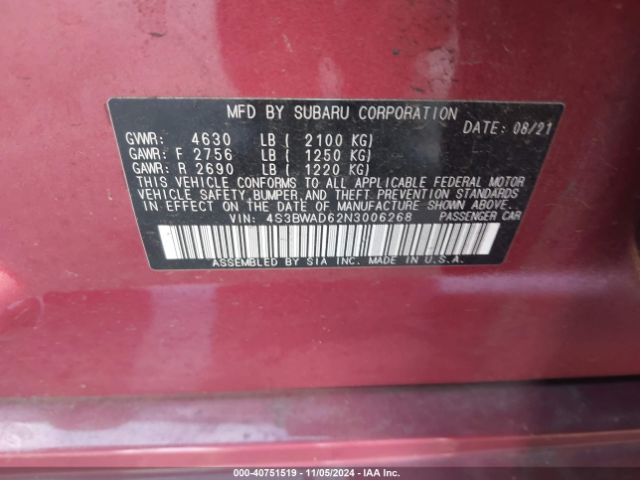 MFD BY SUBARU CORPORATION
DATE: 08/21
GVWR: 4630 LB ( 2100 KG)
GAWR: F 2756 LB ( 1250 KG)
GAWR: R 2690 LB ( 1220 KG)
THIS VEHICLE CONFORMS TO ALL APPLICABLE FEDERAL MOTOR
VEHICLE SAFETY, BUMPER, AND THEFT PREVENTION STANDARDS
IN EFFECT ON THE DATE OF MANUFACTURE SHOWN ABOVE.
VIN: 4S3BWAD62N3006268 PASSENGER CAR
ASSEMBLED BY SIA INC. MADE IN U.S.A.
000-40751519 - 11/05/2024 - IAA Inc.